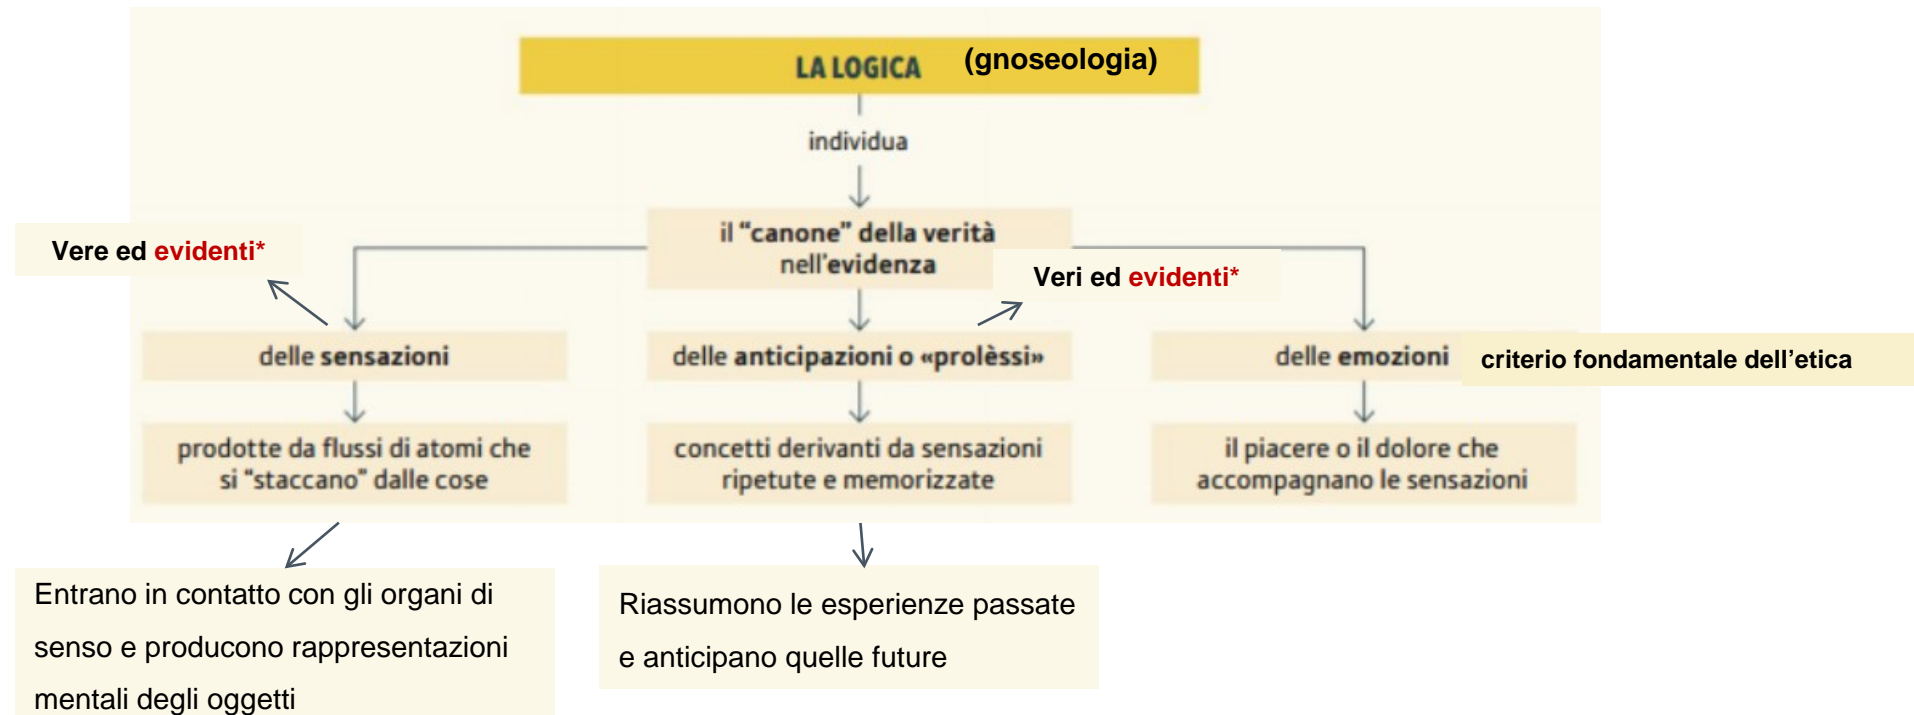 LA LOGICA (gnoseologia)
individua
il “canone” della verità
nell'evidenza
Vere ed evidenti*
Veri ed evidenti*
delle sensazioni
delle anticipazioni o «prolèssi»
delle emozioni
criterio fondamentale dell'etica
prodotte da flussi di atomi che
si “staccano” dalle cose
concetti derivanti da sensazioni
ripetute e memorizzate
il piacere o il dolore che
accompagnano le sensazioni
Entrano in contatto con gli organi di
senso e producono rappresentazioni
mentali degli oggetti
Riassumono le esperienze passate
e anticipano quelle future